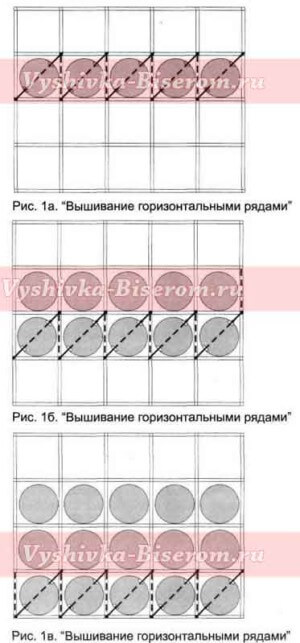 Vyshivka-Biserom.ru
Рис. 1а. "Вышивание горизонтальными рядами"
Vyshivka-Biserom.ru
Рис. 1б. "Вышивание горизонтальными рядами"
Vyshivka-Biserom.ru
Рис. 1в. "Вышивание горизонтальными рядами"